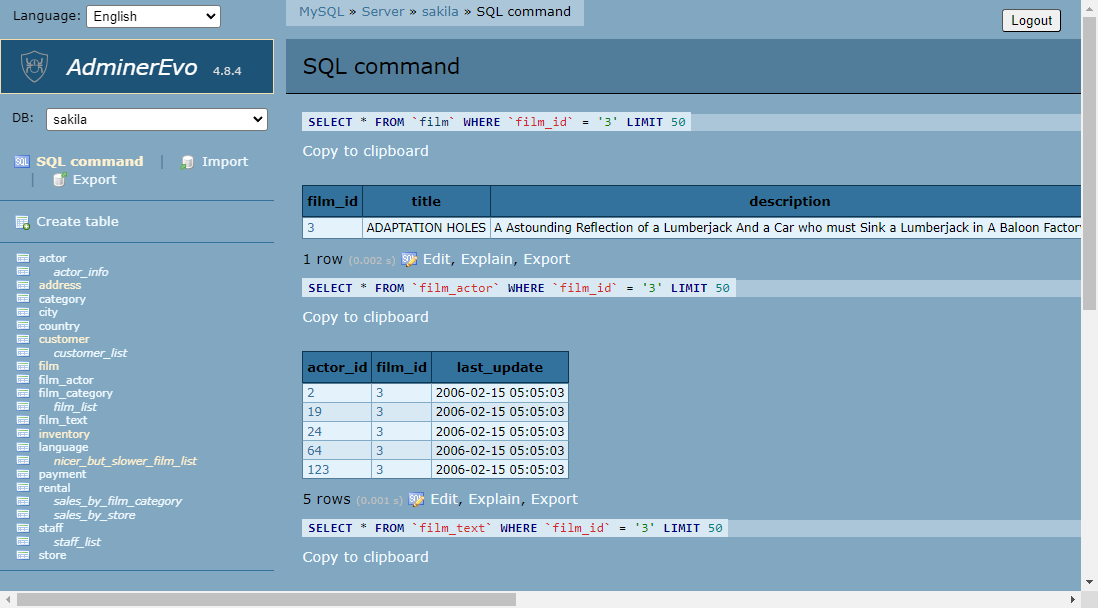 Language: English
MySQL » Server » sakila » SQL command
Logout
AdminerEvo 4.8.4
SQL command
DB: sakila
SQL command | Import
| Export
Create table
actor
actor_info
address
category
city
country
customer
customer_list
film
film_actor
film_category
film_list
film_text
inventory
language
nicer_but_slower_film_list
payment
rental
sales_by_film_category
sales_by_store
staff
staff_list
store
SELECT * FROM `film` WHERE `film_id` = '3' LIMIT 50
Copy to clipboard
film_id title description
3 ADAPTATION HOLES A Astounding Reflection of a Lumberjack And a Car who must Sink a Lumberjack in A Baloon Factor
1 row (0.002 s) SQL Edit, Explain, Export
SELECT * FROM `film_actor` WHERE `film_id` = '3' LIMIT 50
Copy to clipboard
actor_id film_id last_update
2 3 2006-02-15 05:05:03
19 3 2006-02-15 05:05:03
24 3 2006-02-15 05:05:03
64 3 2006-02-15 05:05:03
123 3 2006-02-15 05:05:03
5 rows (0.001 s) SQL Edit, Explain, Export
SELECT * FROM `film_text` WHERE `film_id` = '3' LIMIT 50
Copy to clipboard